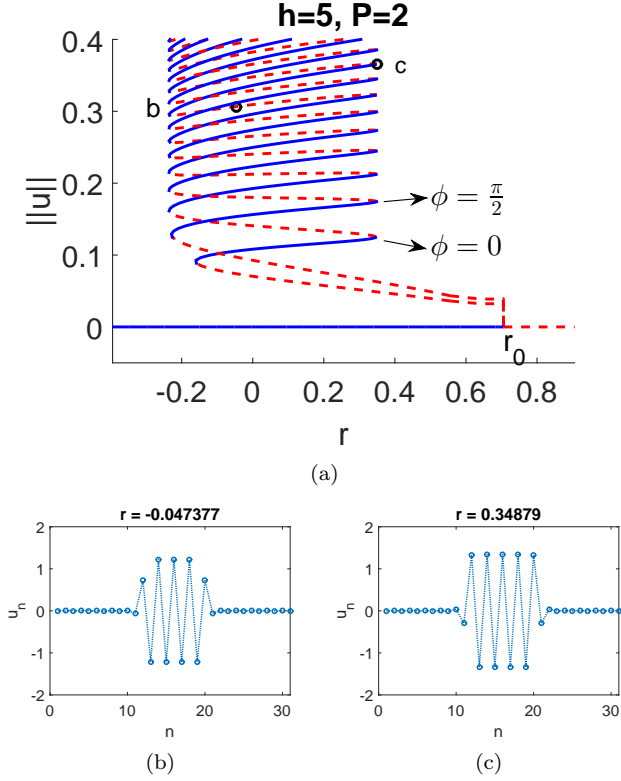 h=5, P=2
0.4
0.3
0.2
0.1
0
||u||
b
c
ϕ = π/2
ϕ = 0
r₀
-0.2 0 0.2 0.4 0.6 0.8
r
(a)
r = -0.047377
2
1
0
-1
-2
uₙ
0 10 20 30
n
(b)
r = 0.34879
2
1
0
-1
-2
uₙ
0 10 20 30
n
(c)